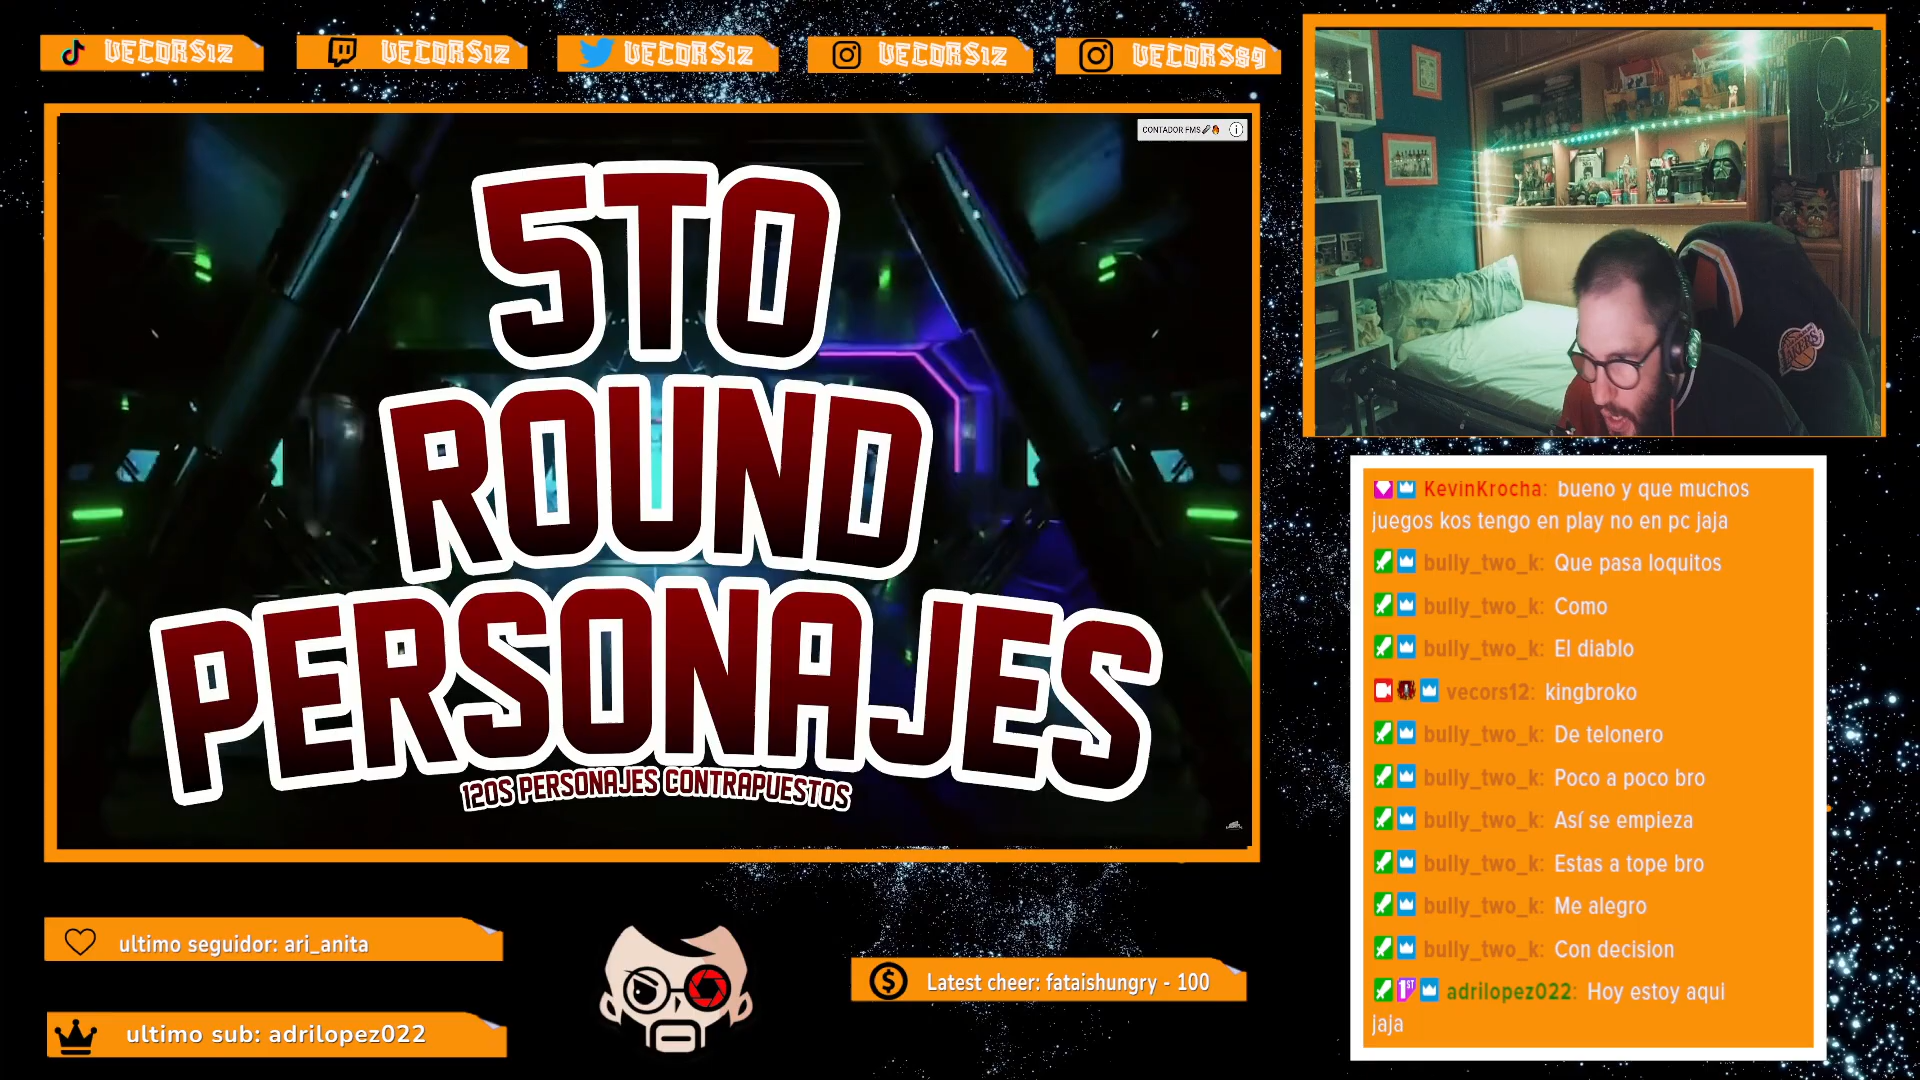 VECORS12
VECORS12
VECORS12
VECORS12
VECORS89
CONTADOR FMS🎤🔥
5TO
ROUND
PERSONAJES
120S PERSONAJES CONTRAPUESTOS
LAKERS
KevinKrocha: bueno y que muchos
juegos kos tengo en play no en pc jaja
bully_two_k: Que pasa loquitos
bully_two_k: Como
bully_two_k: El diablo
vecors12: kingbroko
bully_two_k: De telonero
bully_two_k: Poco a poco bro
bully_two_k: Así se empieza
bully_two_k: Estas a tope bro
bully_two_k: Me alegro
bully_two_k: Con decision
1ST adrilopez022: Hoy estoy aqui
jaja
ultimo seguidor: ari_anita
Latest cheer: fataishungry - 100
ultimo sub: adrilopez022